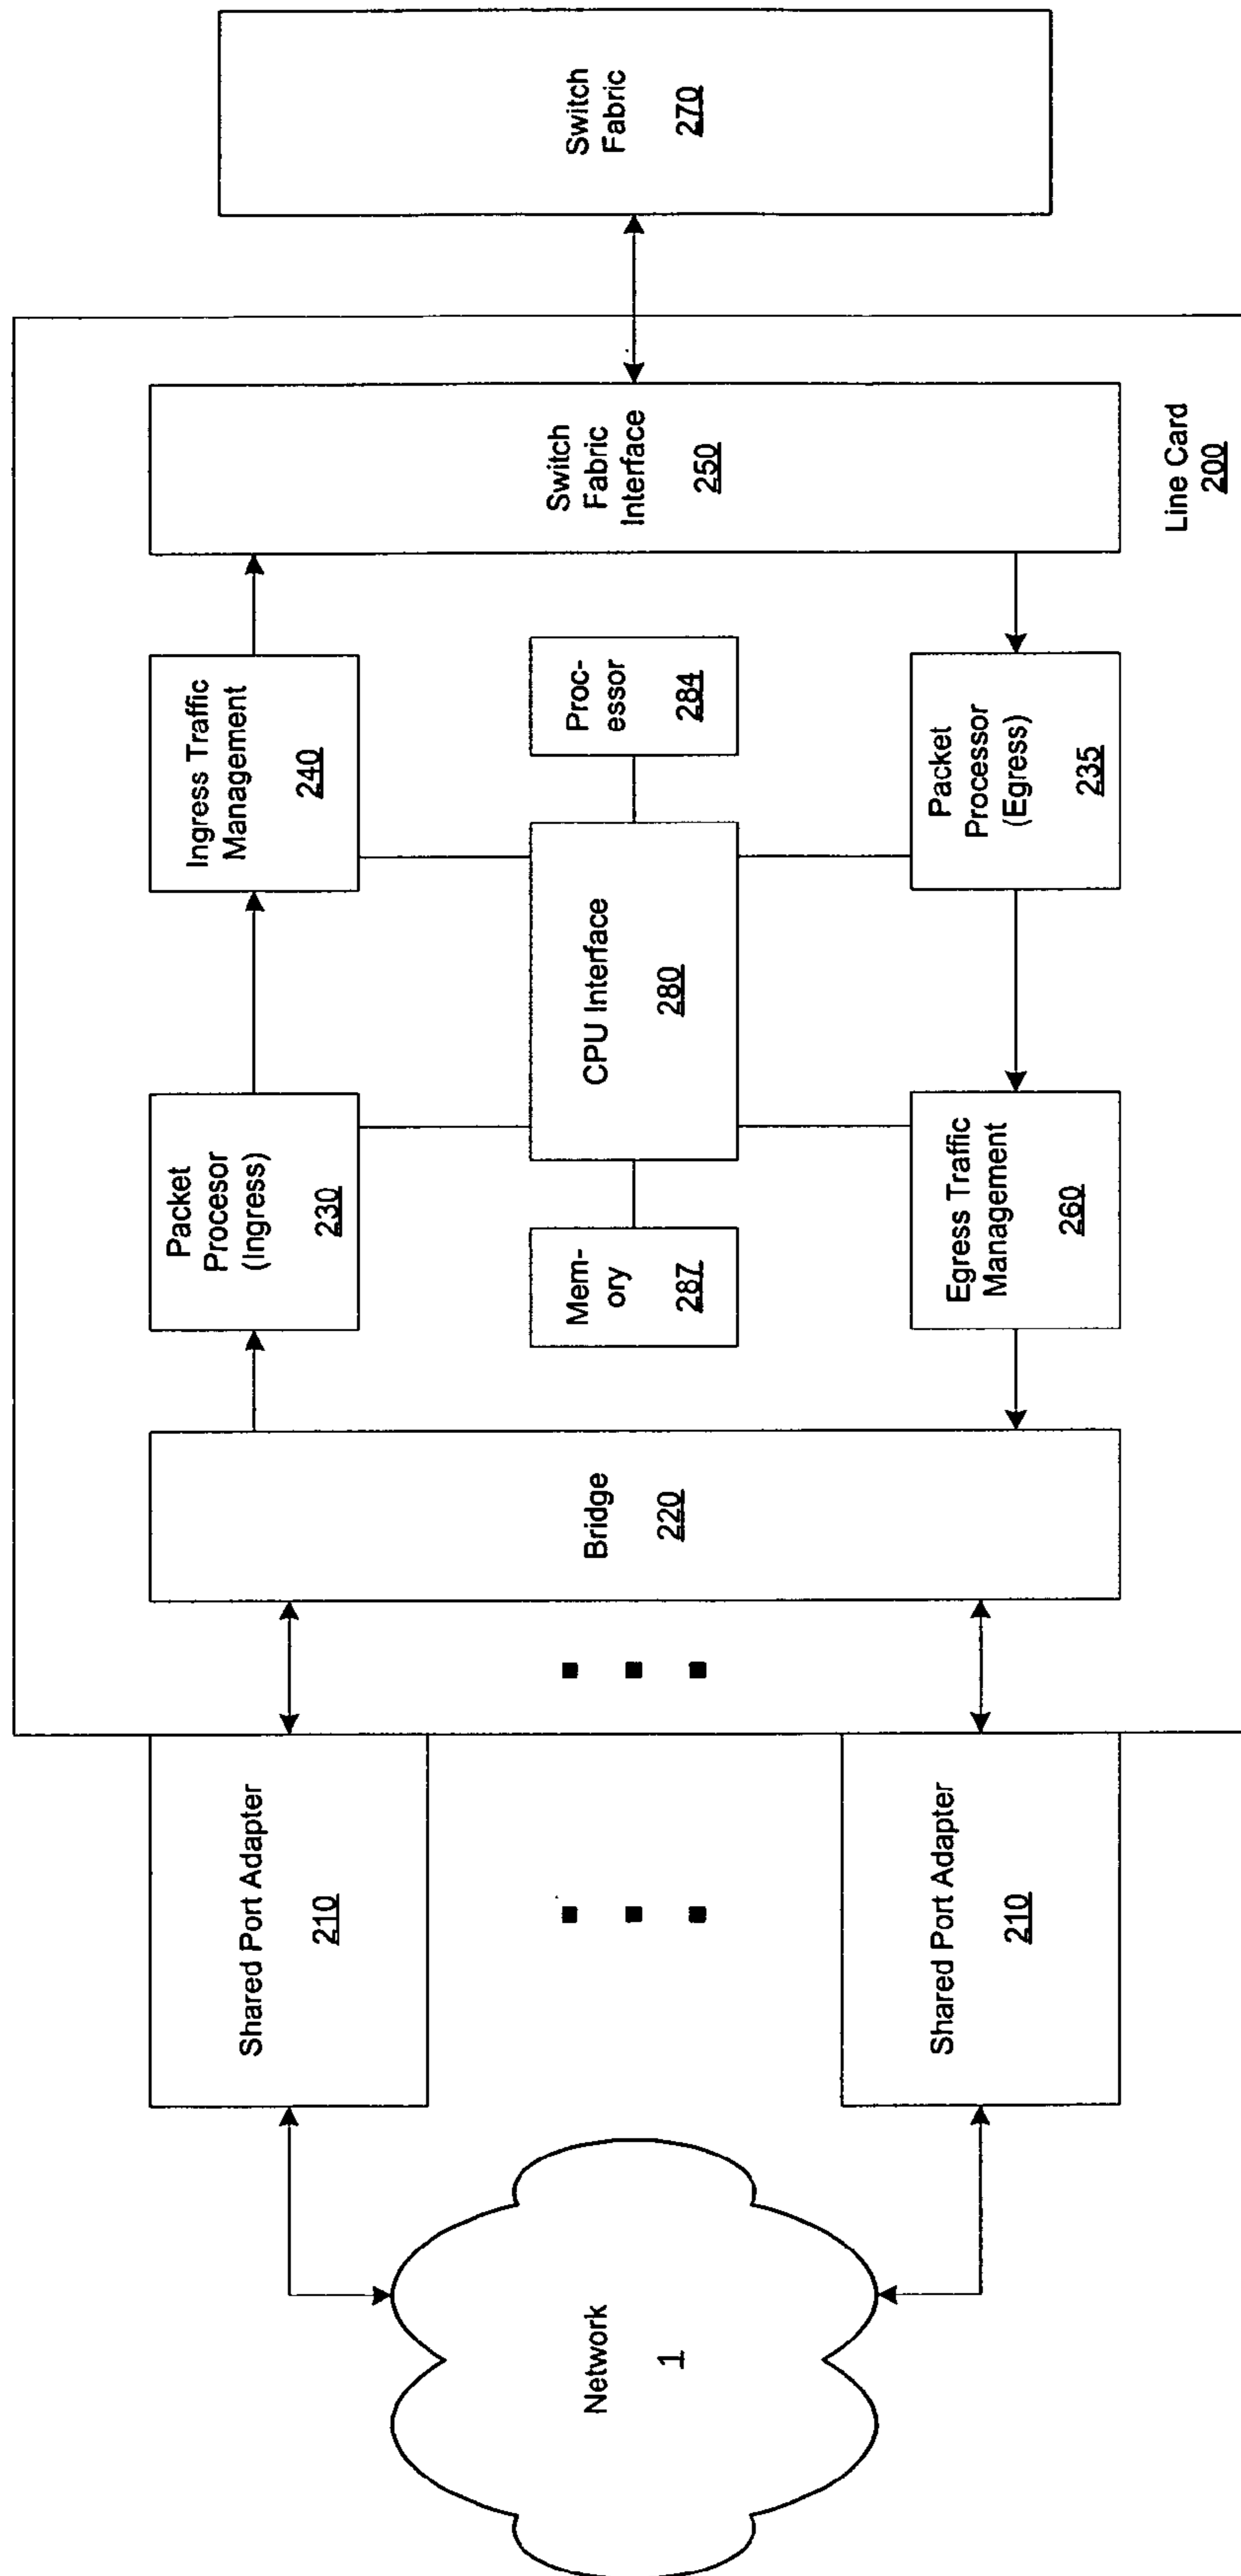 Network
1
Shared Port Adapter
210
Shared Port Adapter
210
Bridge
220
Packet
Procesor
(Ingress)
230
Ingress Traffic
Management
240
Mem-
ory
287
CPU Interface
280
Proc-
essor
284
Egress Traffic
Management
260
Packet
Processor
(Egress)
235
Switch
Fabric
Interface
250
Line Card
200
Switch
Fabric
270